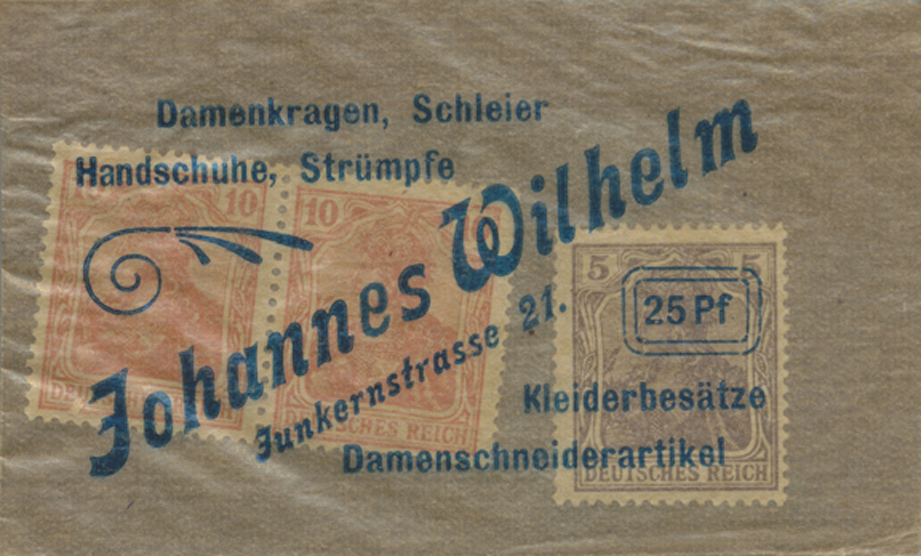 Damenkragen, Schleier
Handschuhe, Strümpfe
Johannes Wilhelm
Junkernstrasse 21.
25 Pf
Kleiderbesätze
Damenschneiderartikel
10
10
5
5
DEUTSCHES REICH
DEUTSCHES REICH